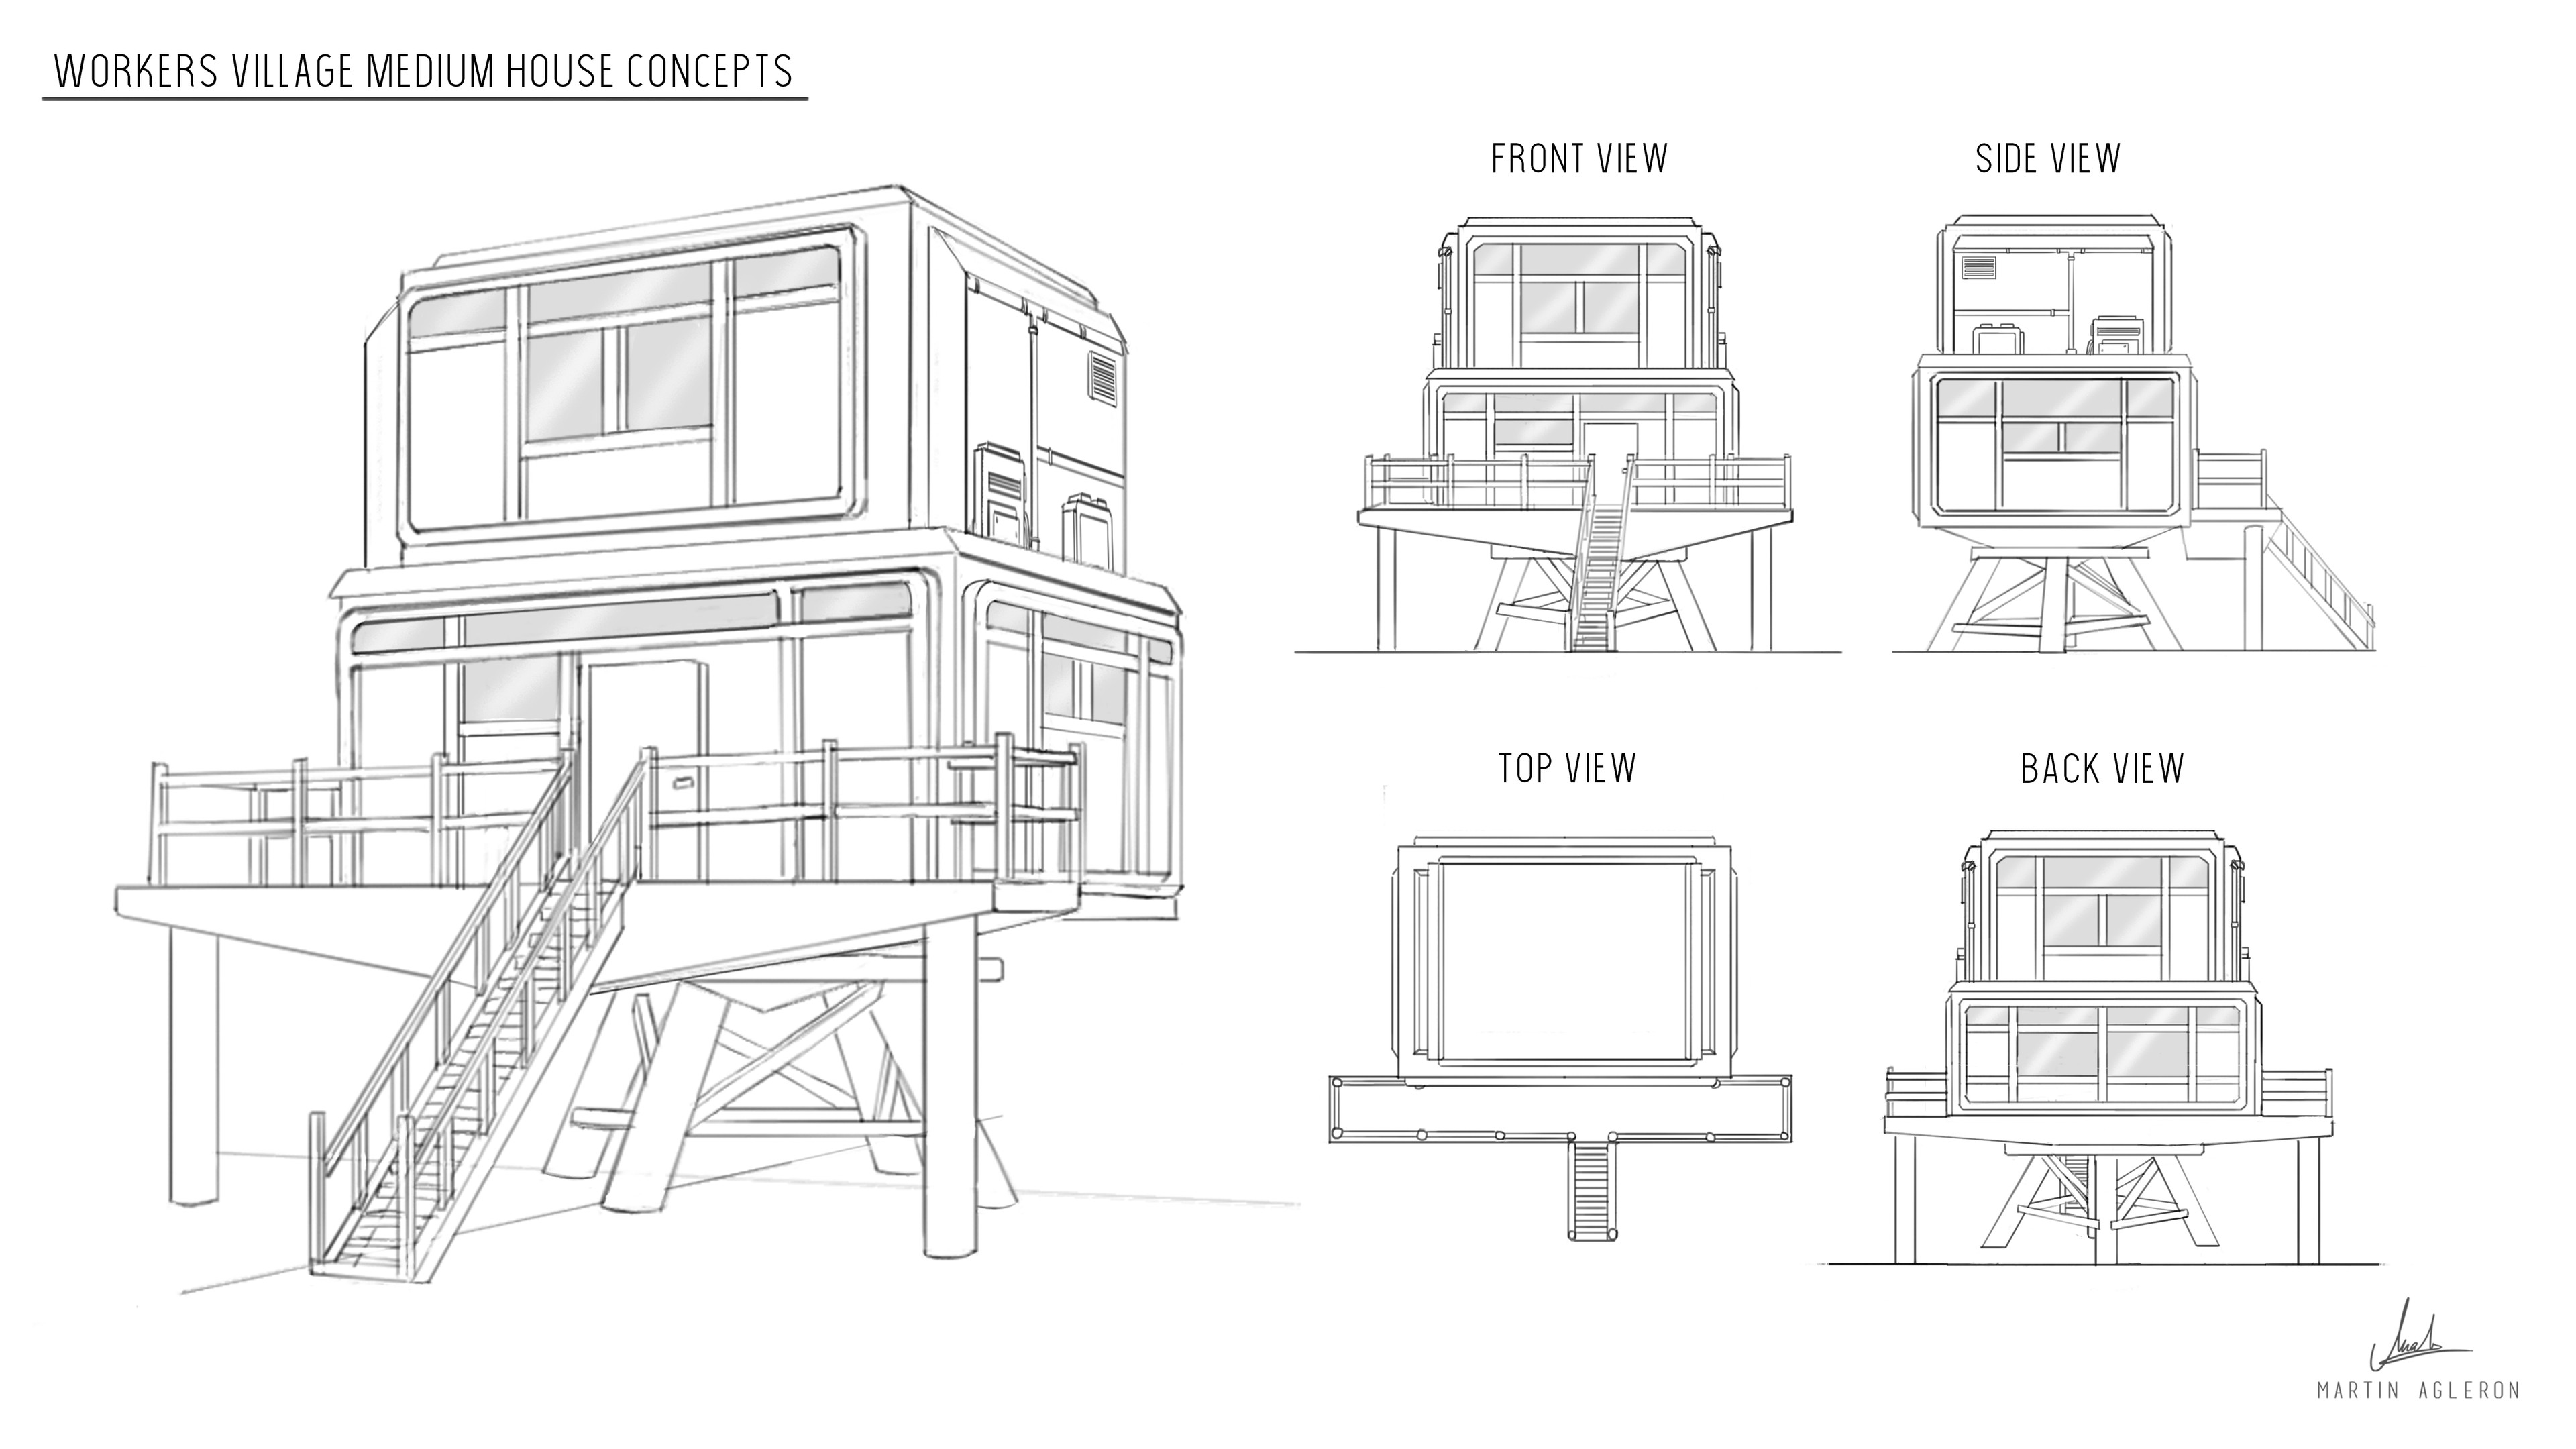 WORKERS VILLAGE MEDIUM HOUSE CONCEPTS
FRONT VIEW
SIDE VIEW
TOP VIEW
BACK VIEW
MARTIN AGLERON